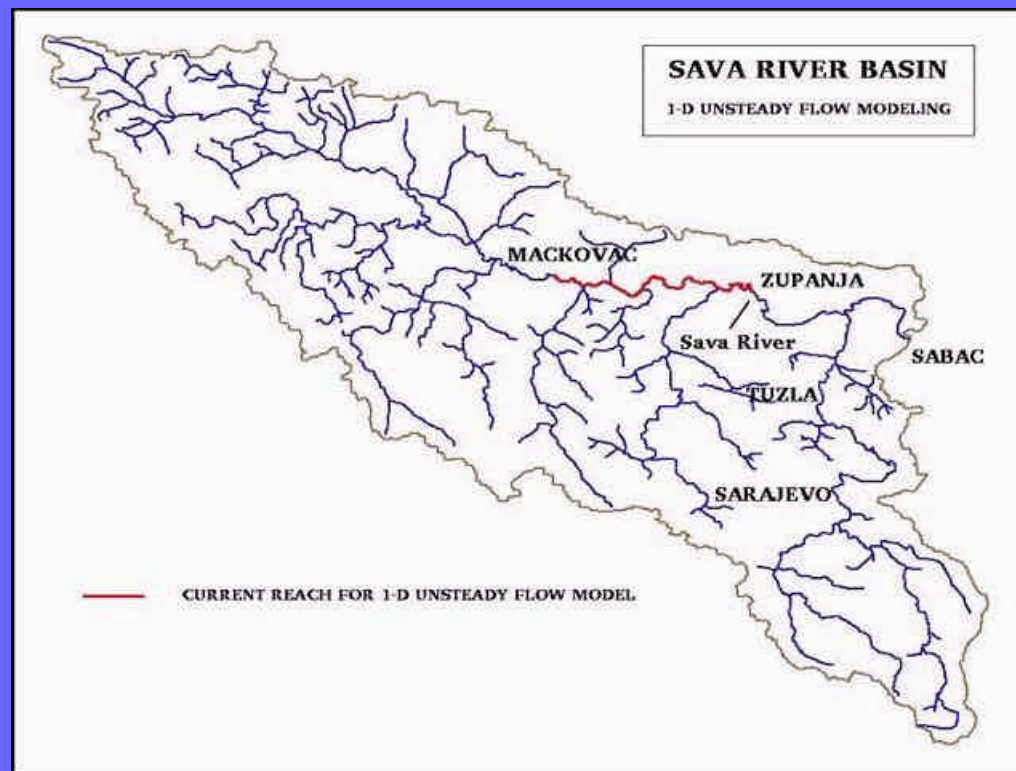 SAVA RIVER BASIN
1-D UNSTEADY FLOW MODELING
MACKOVAC
ZUPANJA
Sava River
SABAC
TUZLA
SARAJEVO
CURRENT REACH FOR 1-D UNSTEADY FLOW MODEL